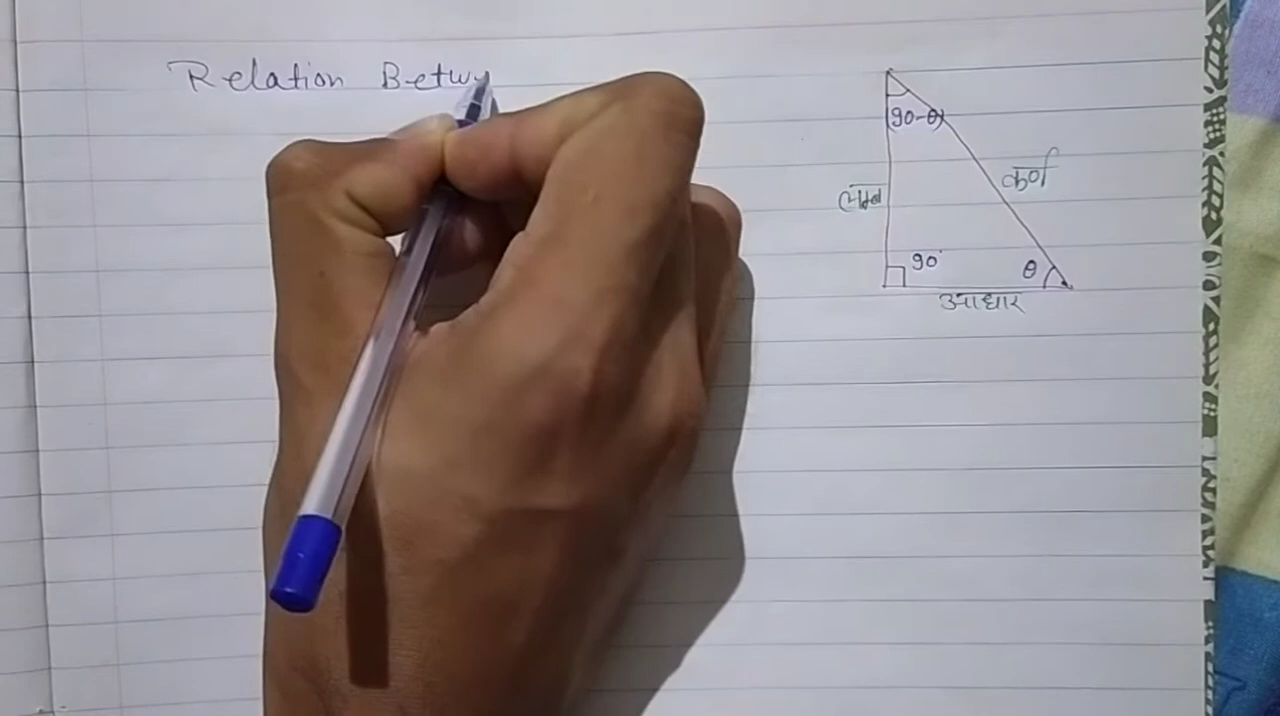 Relation Betw
(90-θ)
कर्ण
लम्ब
90°
θ
आधार